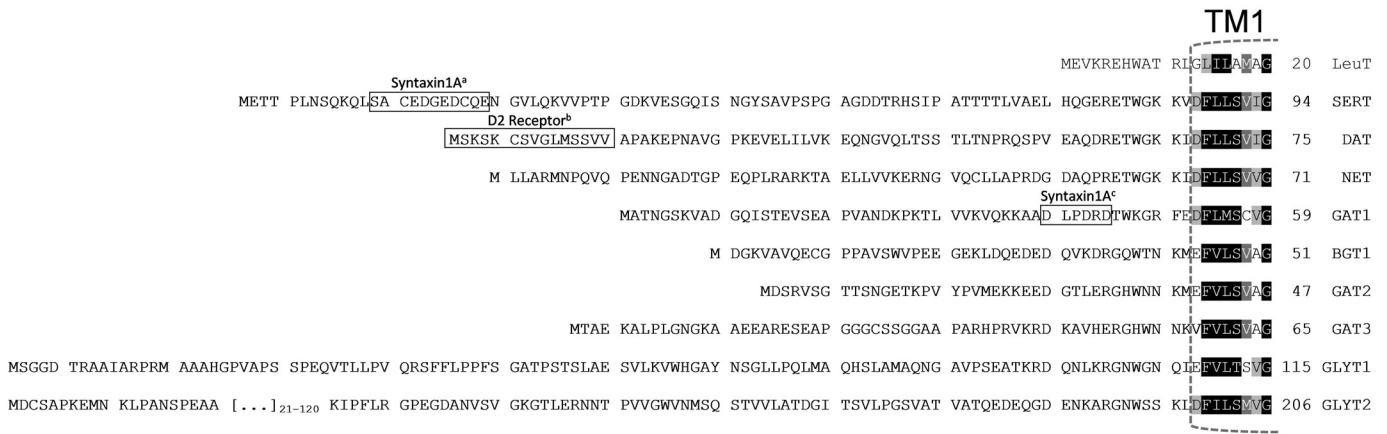 TM1
MEVKREHWAT RLGLILAMAG 20 LeuT
Syntaxin1Aᵃ
METT PLNSQKQLSA CEDGEDCQEN GVLQKVVPTP GDKVESGQIS NGYSAVPSPG AGDDTRHSIP ATTTTLVAEL HQGERETWGK KVDFLLSVIG 94 SERT
D2 Receptorᵇ
MSKSK CSVGLMSSVV APAKEPNAVG PKEVELILVK EQNGVQLTSS TLTNPRQSPV EAQDRETWGK KIDFLLSVIG 75 DAT
M LLARMNPQVQ PENNGADTGP EQPLRARKTA ELLVVKERNG VQCLLAPRDG DAQPRETWGK KIDFLLSVVG 71 NET
Syntaxin1Aᶜ
MATNGSKVAD GQISTEVSEA PVANDKPKTL VVKVQKKAAD LPDRDTWKGR FEDFLMSCVG 59 GAT1
M DGKVAVQECG PPAVSWVPEE GEKLDQEDED QVKDRGQWTN KMEFVLSVAG 51 BGT1
MDSRVSG TTSNGETKPV YPVMEKKEED GTLERGHWNN KMEFVLSVAG 47 GAT2
MTAE KALPLGNGKA AEEARESEAP GGGCSSGGAA PARHPRVKRD KAVHERGHWN NKVFVLSVAG 65 GAT3
MSGGD TRAAIARPRM AAAHGPVAPS SPEQVTLLPV QRSFFLPPFS GATPSTSLAE SVLKVWHGAY NSGLLPQLMA QHSLAMAQNG AVPSEATKRD QNLKRGNWGN QIEFVLTSVG 115 GLYT1
MDCSAPKEMN KLPANSPEAA [...]₂₁₋₁₂₀ KIPFLRG PGEGDANVSV GKGTLERNNT PVVGWVNMSQ STVVLATDGI TSVLPGSVAT VATQEDEQGD ENKARGNWSS KLDFILSMVG 206 GLYT2